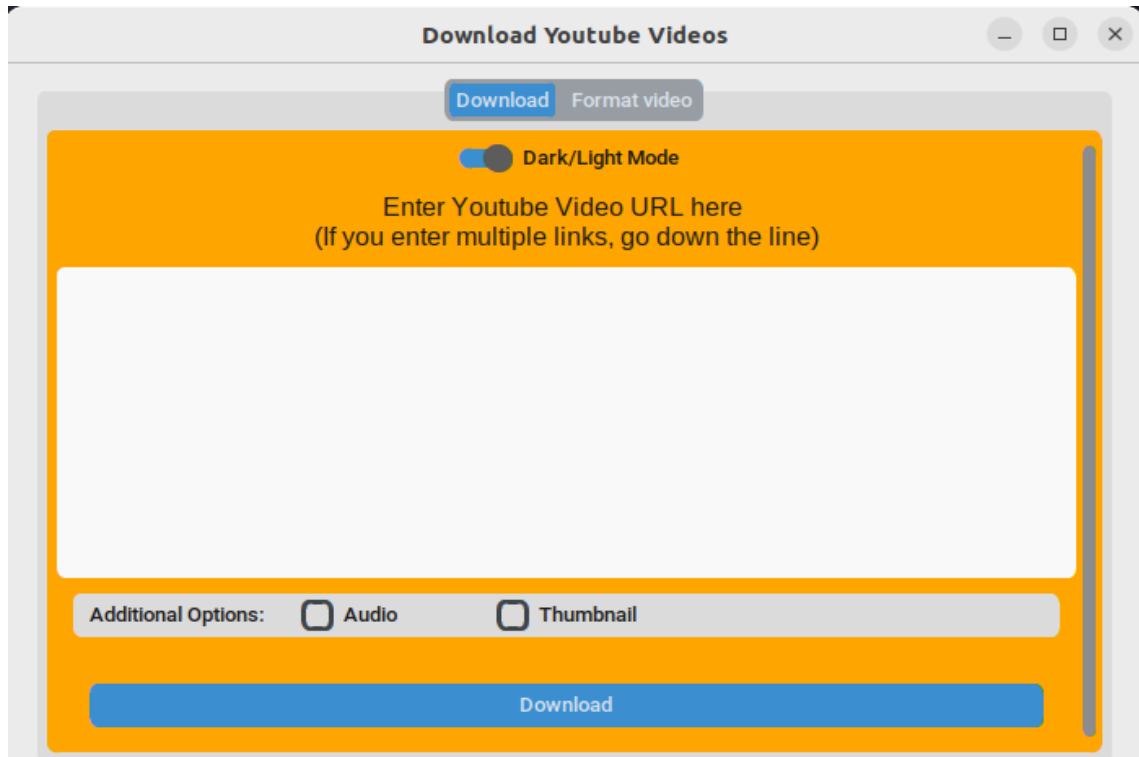 Download Youtube Videos
Download Format video
Dark/Light Mode
Enter Youtube Video URL here
(If you enter multiple links, go down the line)
Additional Options: Audio Thumbnail
Download